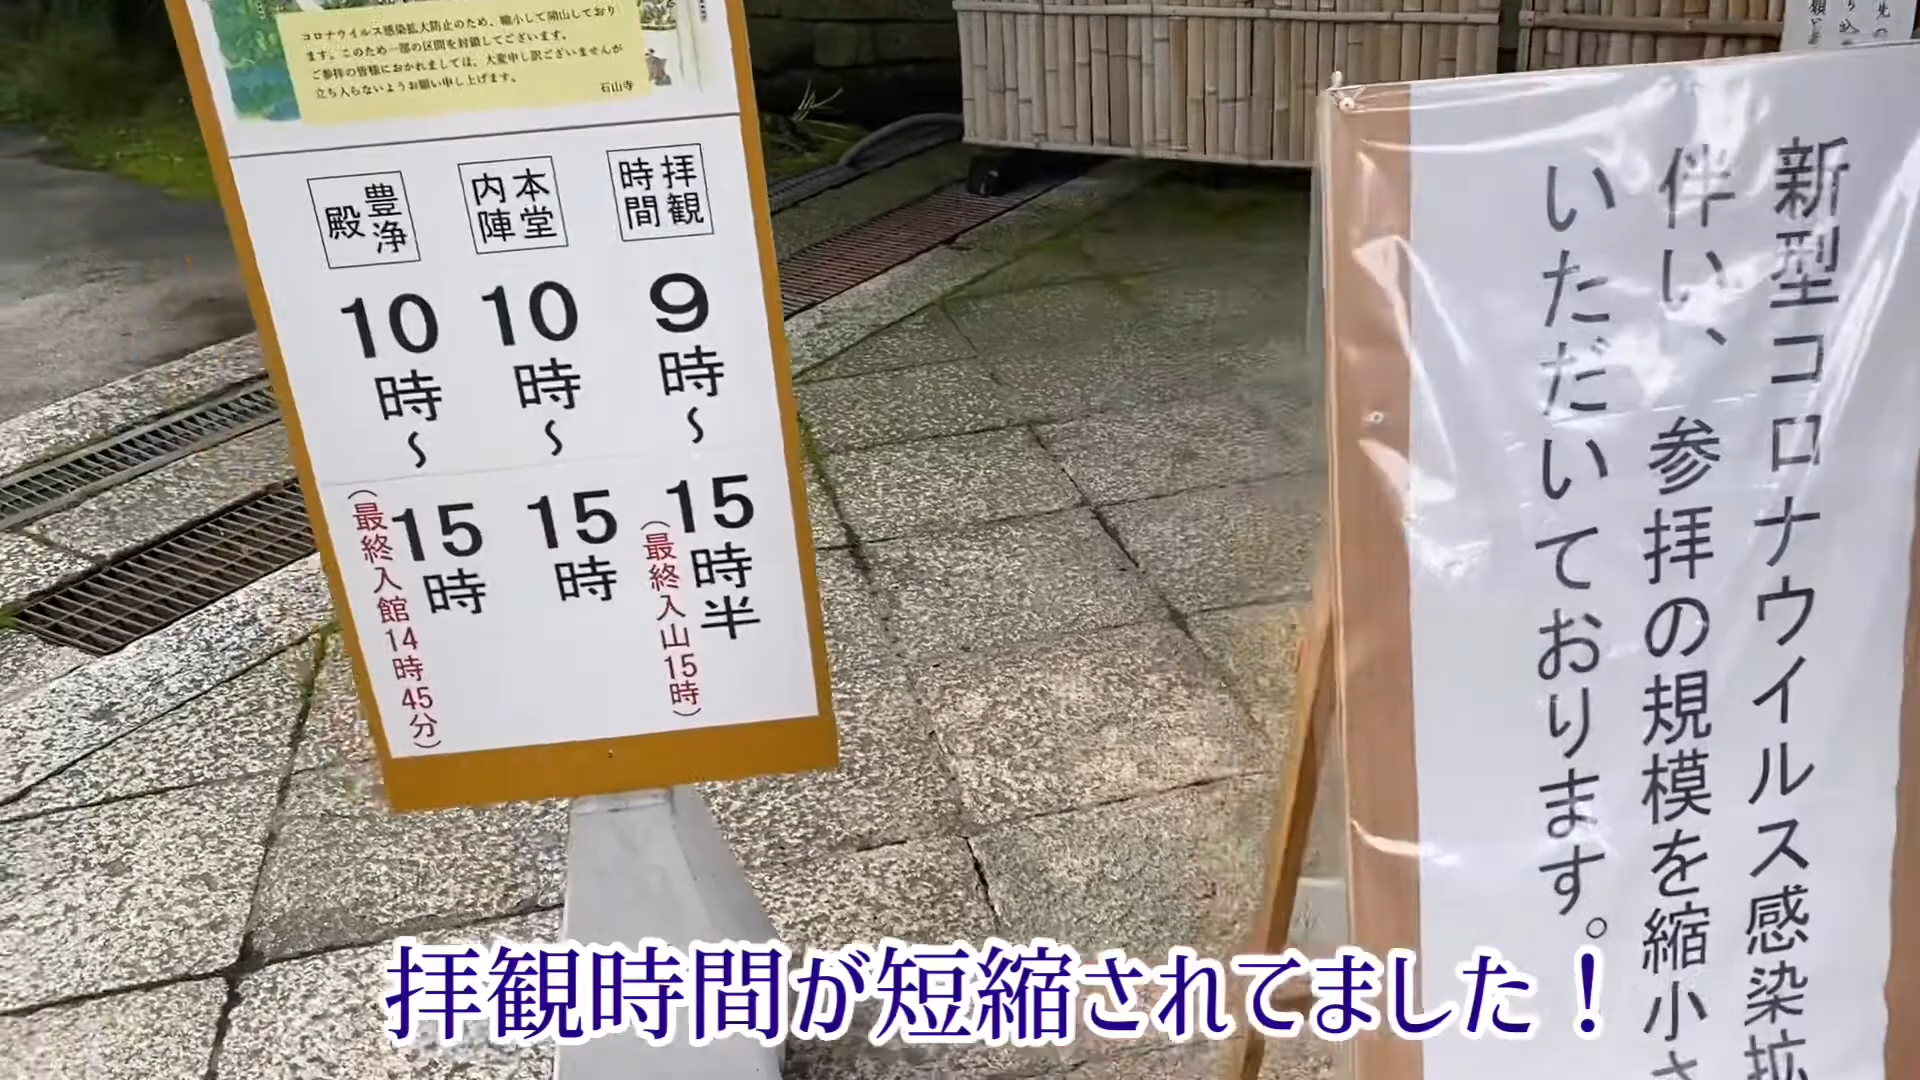 コロナウイルス感染拡大防止のため、縮小して開山しており
ます。このため一部の区間を封鎖してございます。
ご参拝の皆様におかれましては、大変申し訳ございませんが
立ち入らないようお願い申し上げます。
石山寺
拝観時間
9時～15時半
(最終入山15時)
本堂内陣
10時～15時
豊浄殿
10時～15時
(最終入館14時45分)
新型コロナウイルス感染拡
伴い、参拝の規模を縮小さ
いただいております。
拝観時間が短縮されてました！